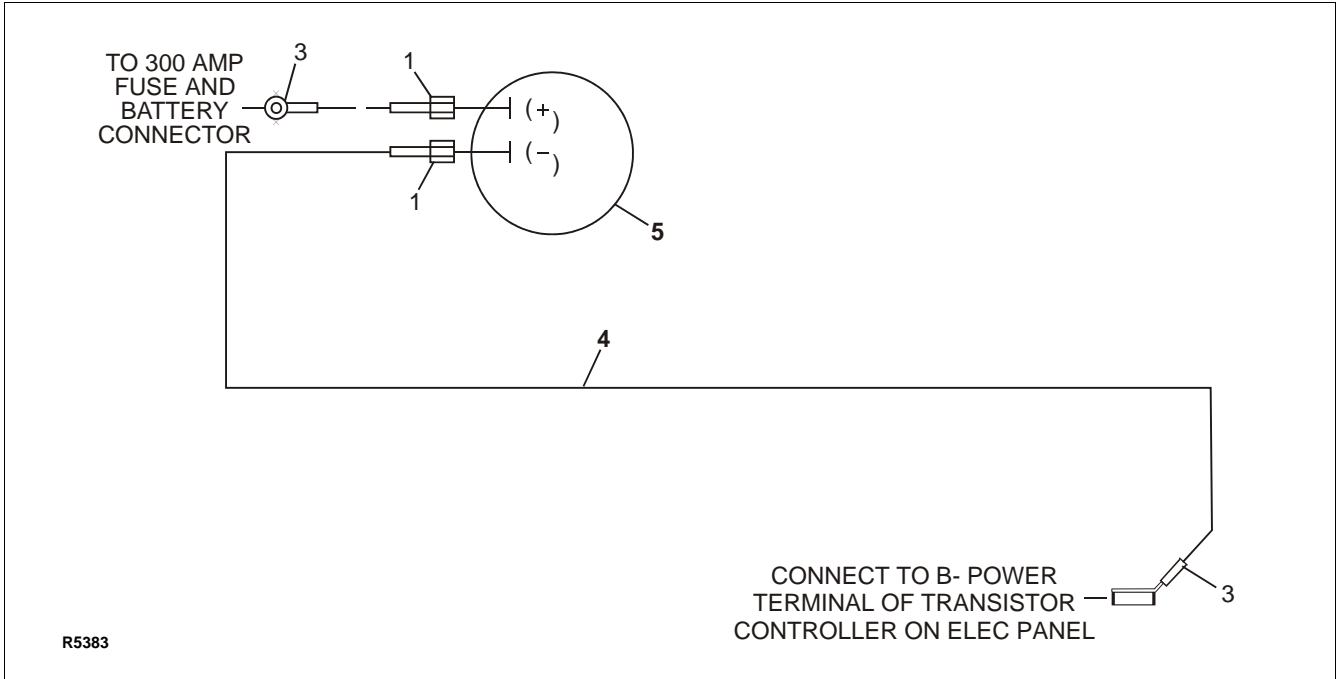 TO 300 AMP
FUSE AND
BATTERY
CONNECTOR
3
1
(+)
(−)
1
5
4
CONNECT TO B- POWER
TERMINAL OF TRANSISTOR
CONTROLLER ON ELEC PANEL
3
R5383